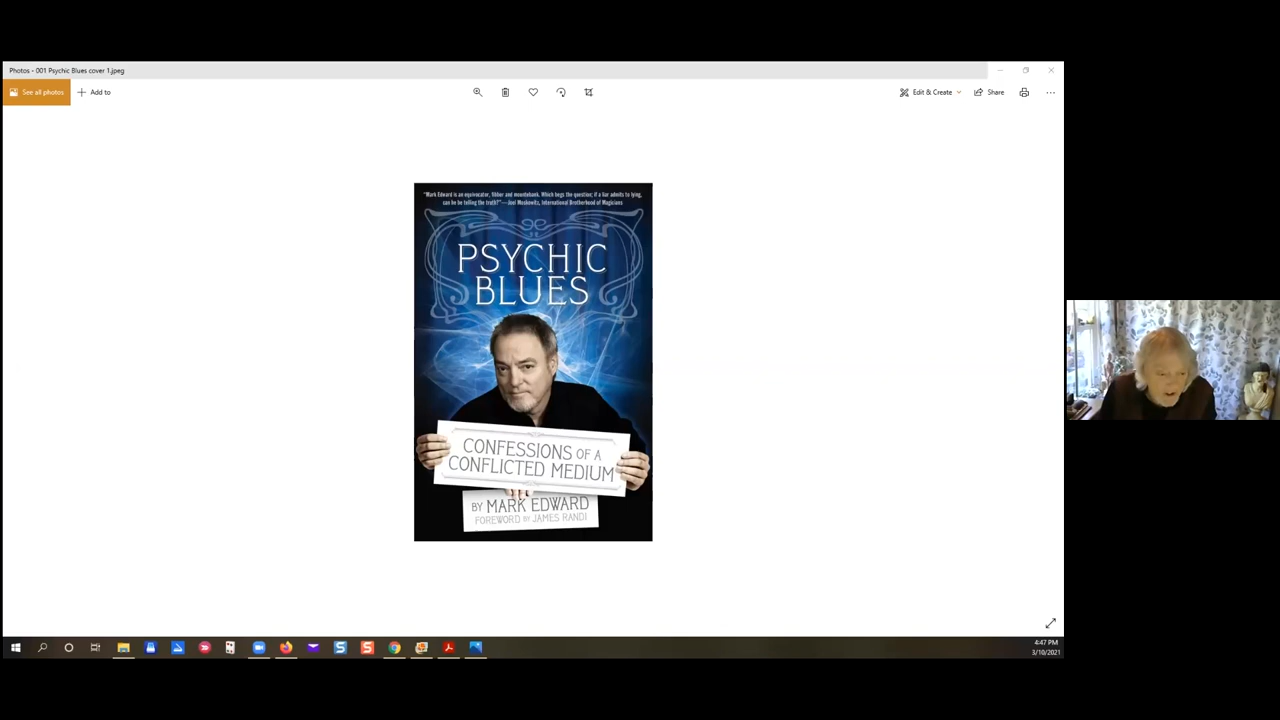 Photos - 001 Psychic Blues cover 1.jpeg
See all photos
Add to
Edit & Create
Share
"Mark Edward is an equivocator, fibber and mountebank. Which begs the question; if a liar admits to lying,
can he be telling the truth?"—Joel Moskowitz, International Brotherhood of Magicians
PSYCHIC
BLUES
CONFESSIONS OF A
CONFLICTED MEDIUM
BY MARK EDWARD
FOREWORD BY JAMES RANDI
4:47 PM
3/10/2021